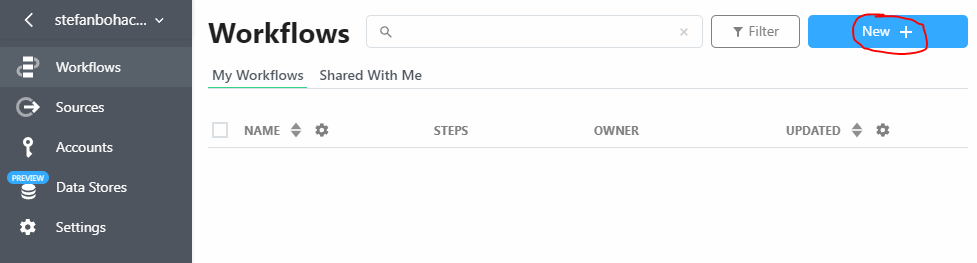 stefanbohac...
Workflows
Sources
Accounts
PREVIEW
Data Stores
Settings
Workflows
Filter
New +
My Workflows Shared With Me
NAME STEPS OWNER UPDATED